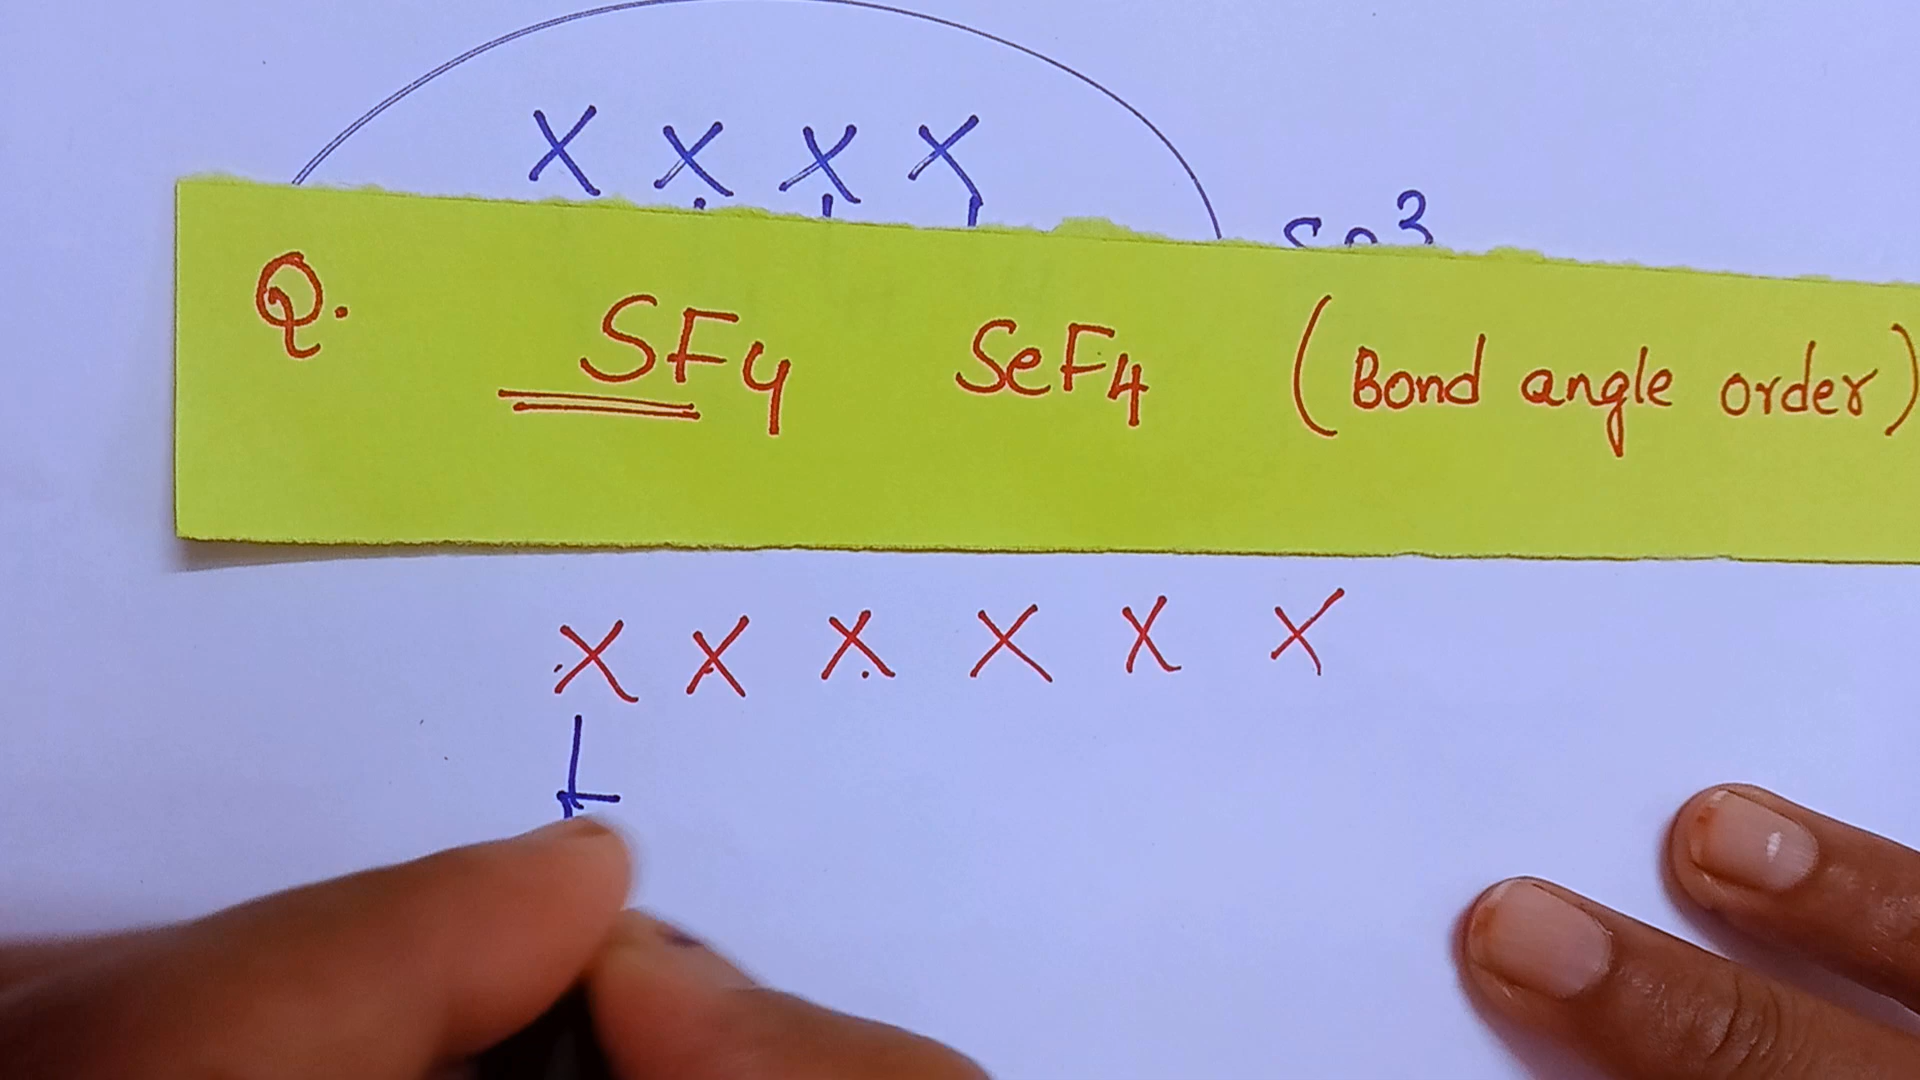 X X X X
Q. SF4 SeF4 (Bond angle order)
X X X X X X